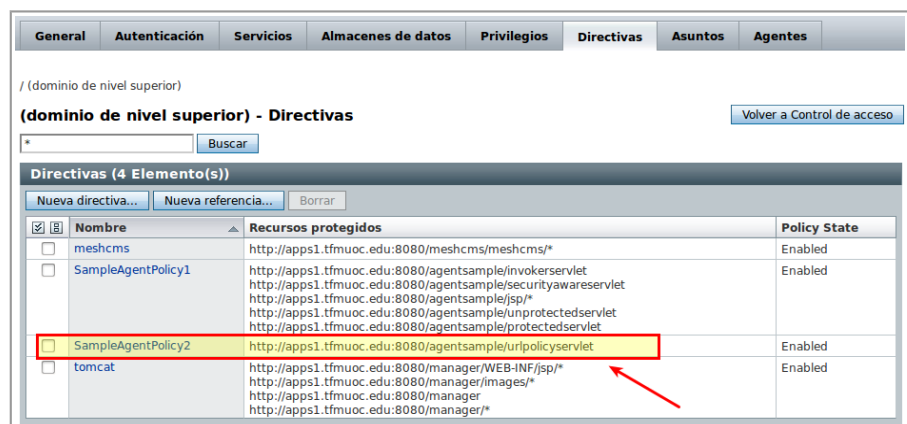 General Autenticación Servicios Almacenes de datos Privilegios Directivas Asuntos Agentes
/ (dominio de nivel superior)
(dominio de nivel superior) - Directivas Volver a Control de acceso
* Buscar
Directivas (4 Elemento(s))
Nueva directiva... Nueva referencia... Borrar
Nombre Recursos protegidos Policy State
meshcms http://apps1.tfmuoc.edu:8080/meshcms/meshcms/* Enabled
SampleAgentPolicy1 http://apps1.tfmuoc.edu:8080/agentsample/invokerservlet Enabled
http://apps1.tfmuoc.edu:8080/agentsample/securityawareservlet
http://apps1.tfmuoc.edu:8080/agentsample/jsp/*
http://apps1.tfmuoc.edu:8080/agentsample/unprotectedservlet
http://apps1.tfmuoc.edu:8080/agentsample/protectedservlet
SampleAgentPolicy2 http://apps1.tfmuoc.edu:8080/agentsample/urlpolicyservlet Enabled
tomcat http://apps1.tfmuoc.edu:8080/manager/WEB-INF/jsp/* Enabled
http://apps1.tfmuoc.edu:8080/manager/images/*
http://apps1.tfmuoc.edu:8080/manager
http://apps1.tfmuoc.edu:8080/manager/*